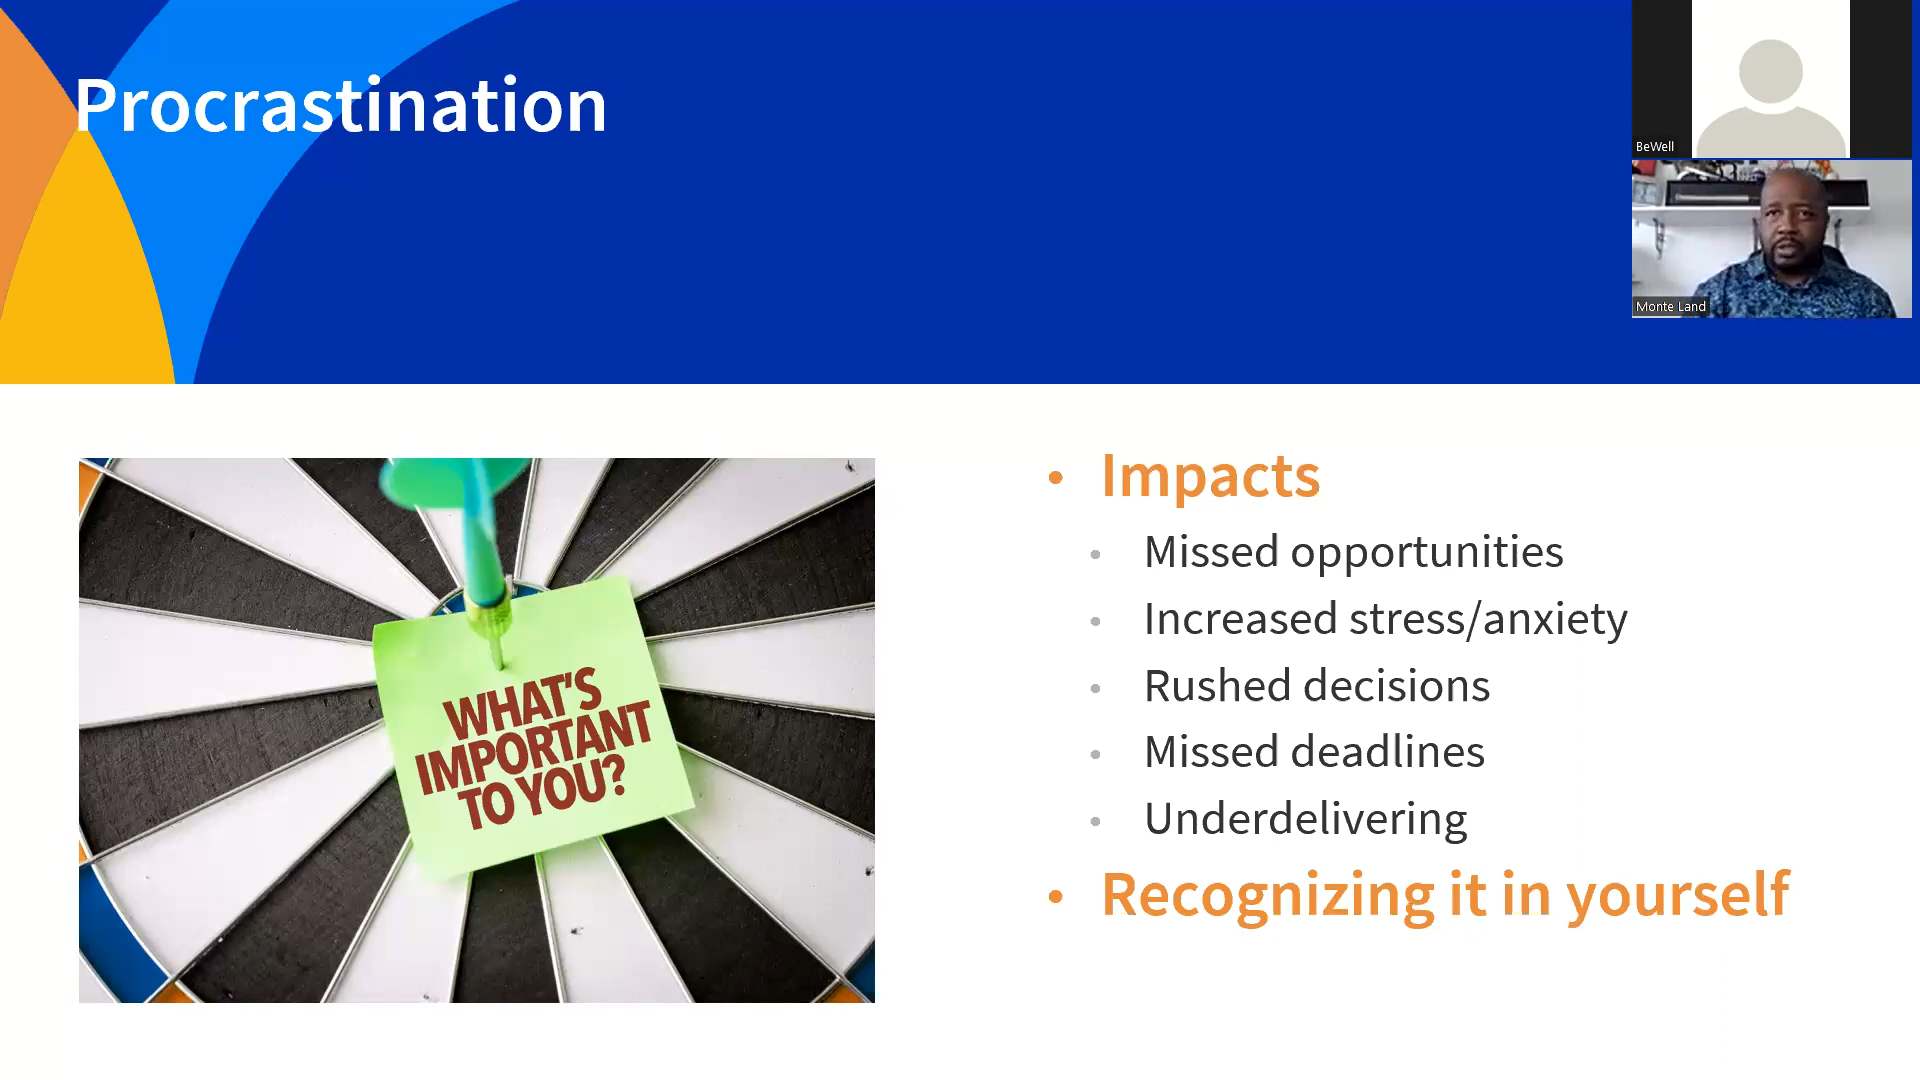 Procrastination
BeWell
Monte Land
WHAT'S
IMPORTANT
TO YOU?
• Impacts
• Missed opportunities
• Increased stress/anxiety
• Rushed decisions
• Missed deadlines
• Underdelivering
• Recognizing it in yourself